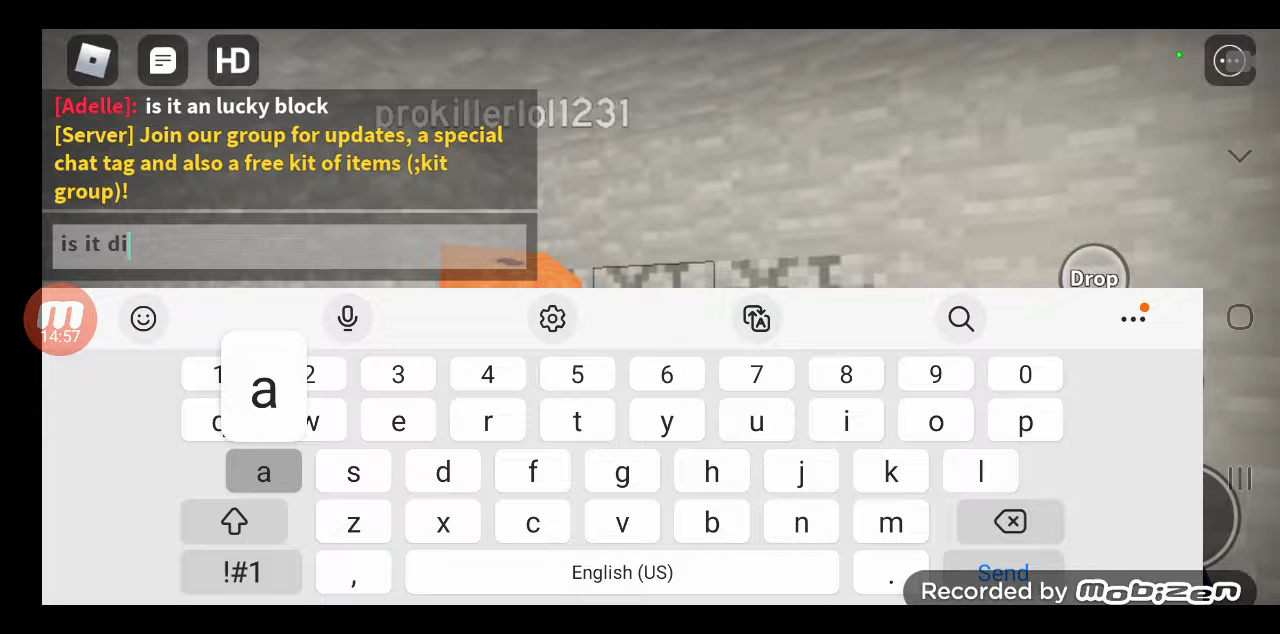 HD
[Adelle]: is it an lucky block
prokillerlol1231
[Server] Join our group for updates, a special
chat tag and also a free kit of items (;kit
group)!
is it di
Drop
14:57
1 2 3 4 5 6 7 8 9 0
a
q w e r t y u i o p
a s d f g h j k l
z x c v b n m
!#1 , English (US) . Send
Recorded by mobizen